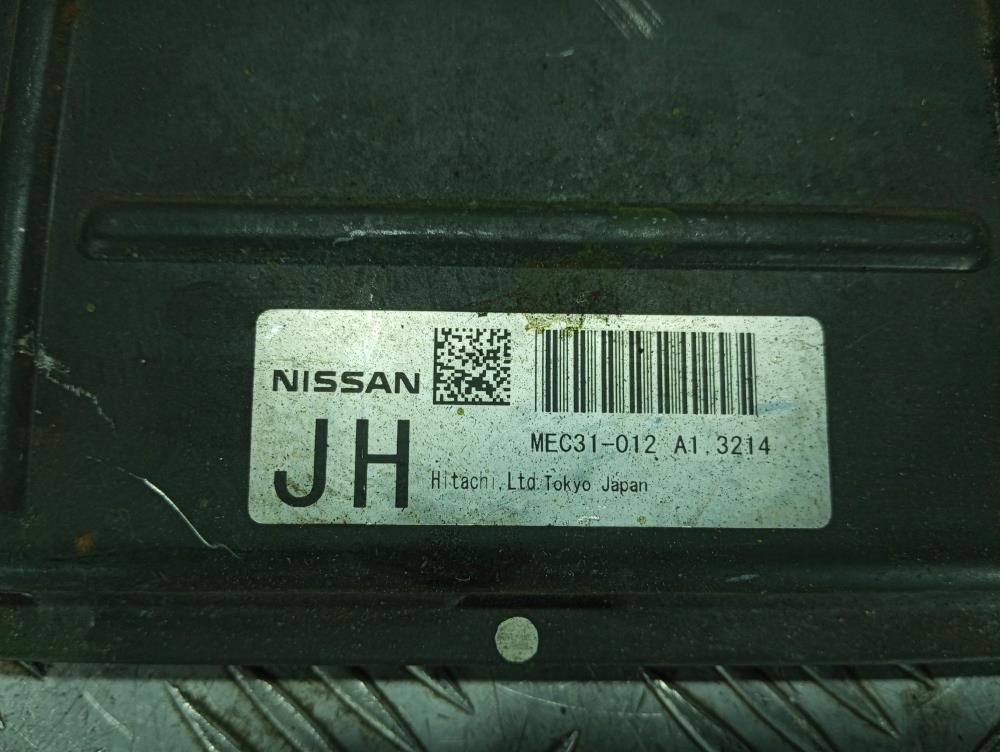 NISSAN
JH
MEC31-012 A1.3214
Hitachi,Ltd.Tokyo Japan